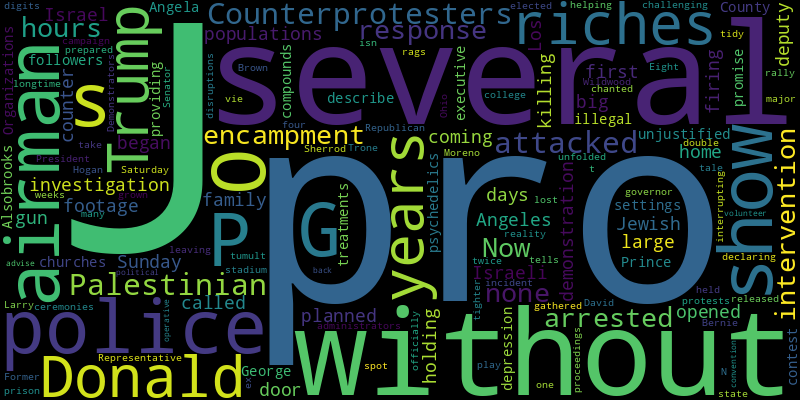 digits
Israel
Angela
Counterprotesters
riches
elected
helping
challenging
County
hours
Trump
populations
response
Los
tidy
deputy
campaign
prepared
followers
isn
rags
Brown
several
Eight
Wildwood
chanted
promise
rally
major
Organizations
airman
longtime
counter
s
Demonstrators
providing
Senator
disruptions
compounds
describe
vie
executive
Ohio
college
killing
first
big
illegal
firing
J
encampment
four
Republican
coming
attacked
unjustified
double
show
intervention
Alsobrooks
take
began
Hogan
President
Saturday
o
Sherrod
Trone
Moreno
unfolded
t
home
tale
investigation
weeks
grown
many
footage
family
pro
years
psychedelics
days
lost
governor
settings
interrupting
volunteer
gun
P
G
treatments
Angeles
reality
demonstration
Jewish
large
churches
Sunday
leaving
tumult
Now
tells
Israeli
twice
incident
Prince
declaring
advise
political
Palestinian
stadium
back
none
held
David
protests
released
Larry
ceremonies
called
planned
administrators
officially
holding
tighter
gathered
arrested
opened
Bernie
police
operative
without
depression
play
one
proceedings
contest
Former
prison
Representative
Donald
George
door
ex
spot
N
convention
state